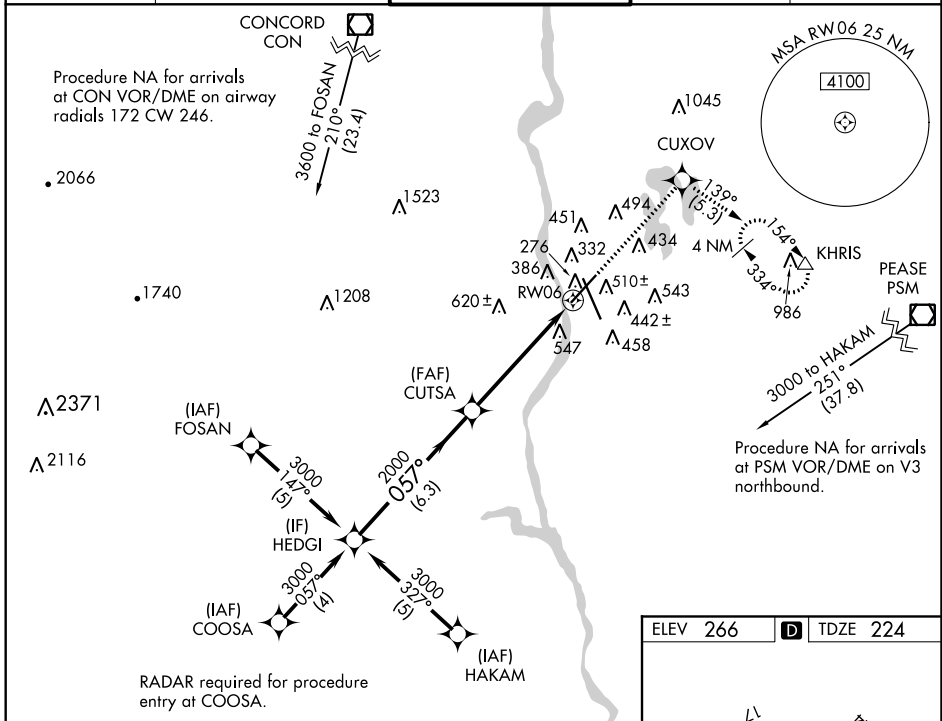 CONCORD
CON
Procedure NA for arrivals
at CON VOR/DME on airway
radials 172 CW 246.
3600 to FOSAN
210°
(23.4)
MSA RW06 25 NM
4100
1045
CUXOV
2066
1523
494
139°
(5.3)
451
434
4 NM
154°
KHRIS
276
332
386
334°
986
PEASE
PSM
1740
1208
620±
RW06
510±
543
442±
547
458
3000 to HAKAM
251°
(37.8)
(FAF)
CUTSA
2371
(IAF)
FOSAN
2116
Procedure NA for arrivals
at PSM VOR/DME on V3
northbound.
3000
147°
(5)
2000
057°
(6.3)
(IF)
HEDGI
3000
057°
(4)
3000
327°
(5)
(IAF)
COOSA
(IAF)
HAKAM
RADAR required for procedure
entry at COOSA.
ELEV 266 D TDZE 224
17